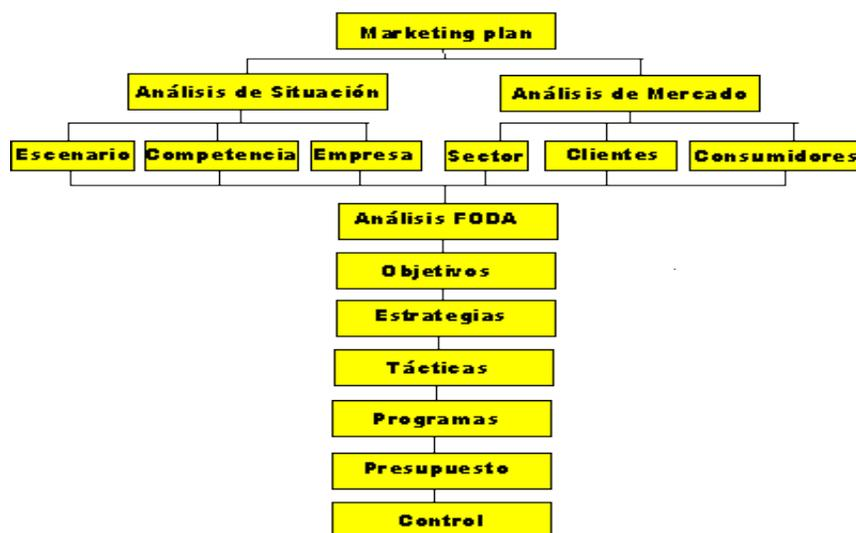 Marketing plan
Análisis de Situación
Análisis de Mercado
Escenario
Competencia
Empresa
Sector
Clientes
Consumidores
Análisis FODA
Objetivos
Estrategias
Tácticas
Programas
Presupuesto
Control